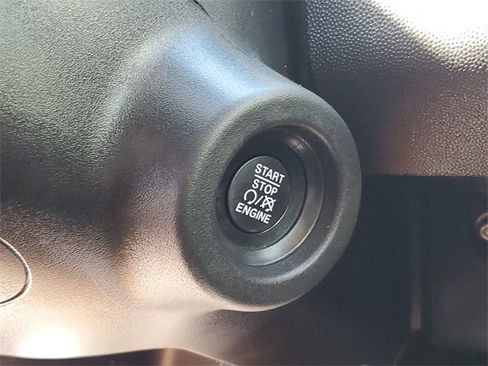 START
STOP
/
ENGINE